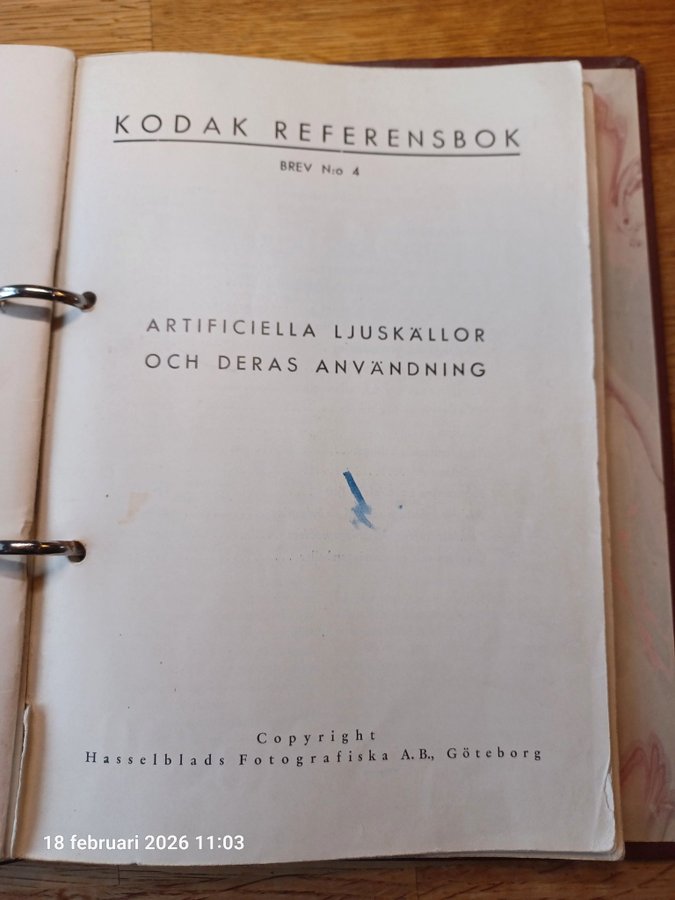 KODAK REFERENSBOK
BREV N:o 4
ARTIFICIELLA LJUSKÄLLOR
OCH DERAS ANVÄNDNING
Copyright
Hasselblads Fotografiska A.B., Göteborg
18 februari 2026 11:03